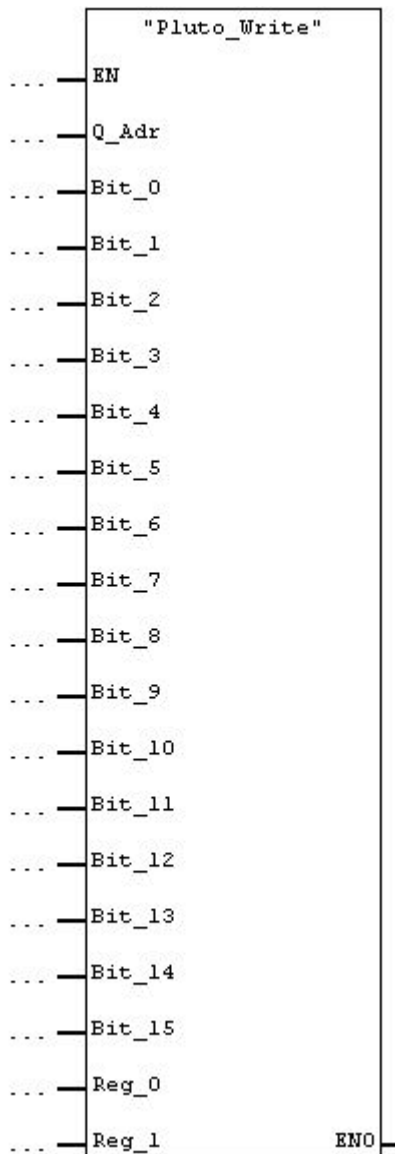 "Pluto_Write"
... EN
... Q_Adr
... Bit_0
... Bit_1
... Bit_2
... Bit_3
... Bit_4
... Bit_5
... Bit_6
... Bit_7
... Bit_8
... Bit_9
... Bit_10
... Bit_11
... Bit_12
... Bit_13
... Bit_14
... Bit_15
... Reg_0
... Reg_1 ENO